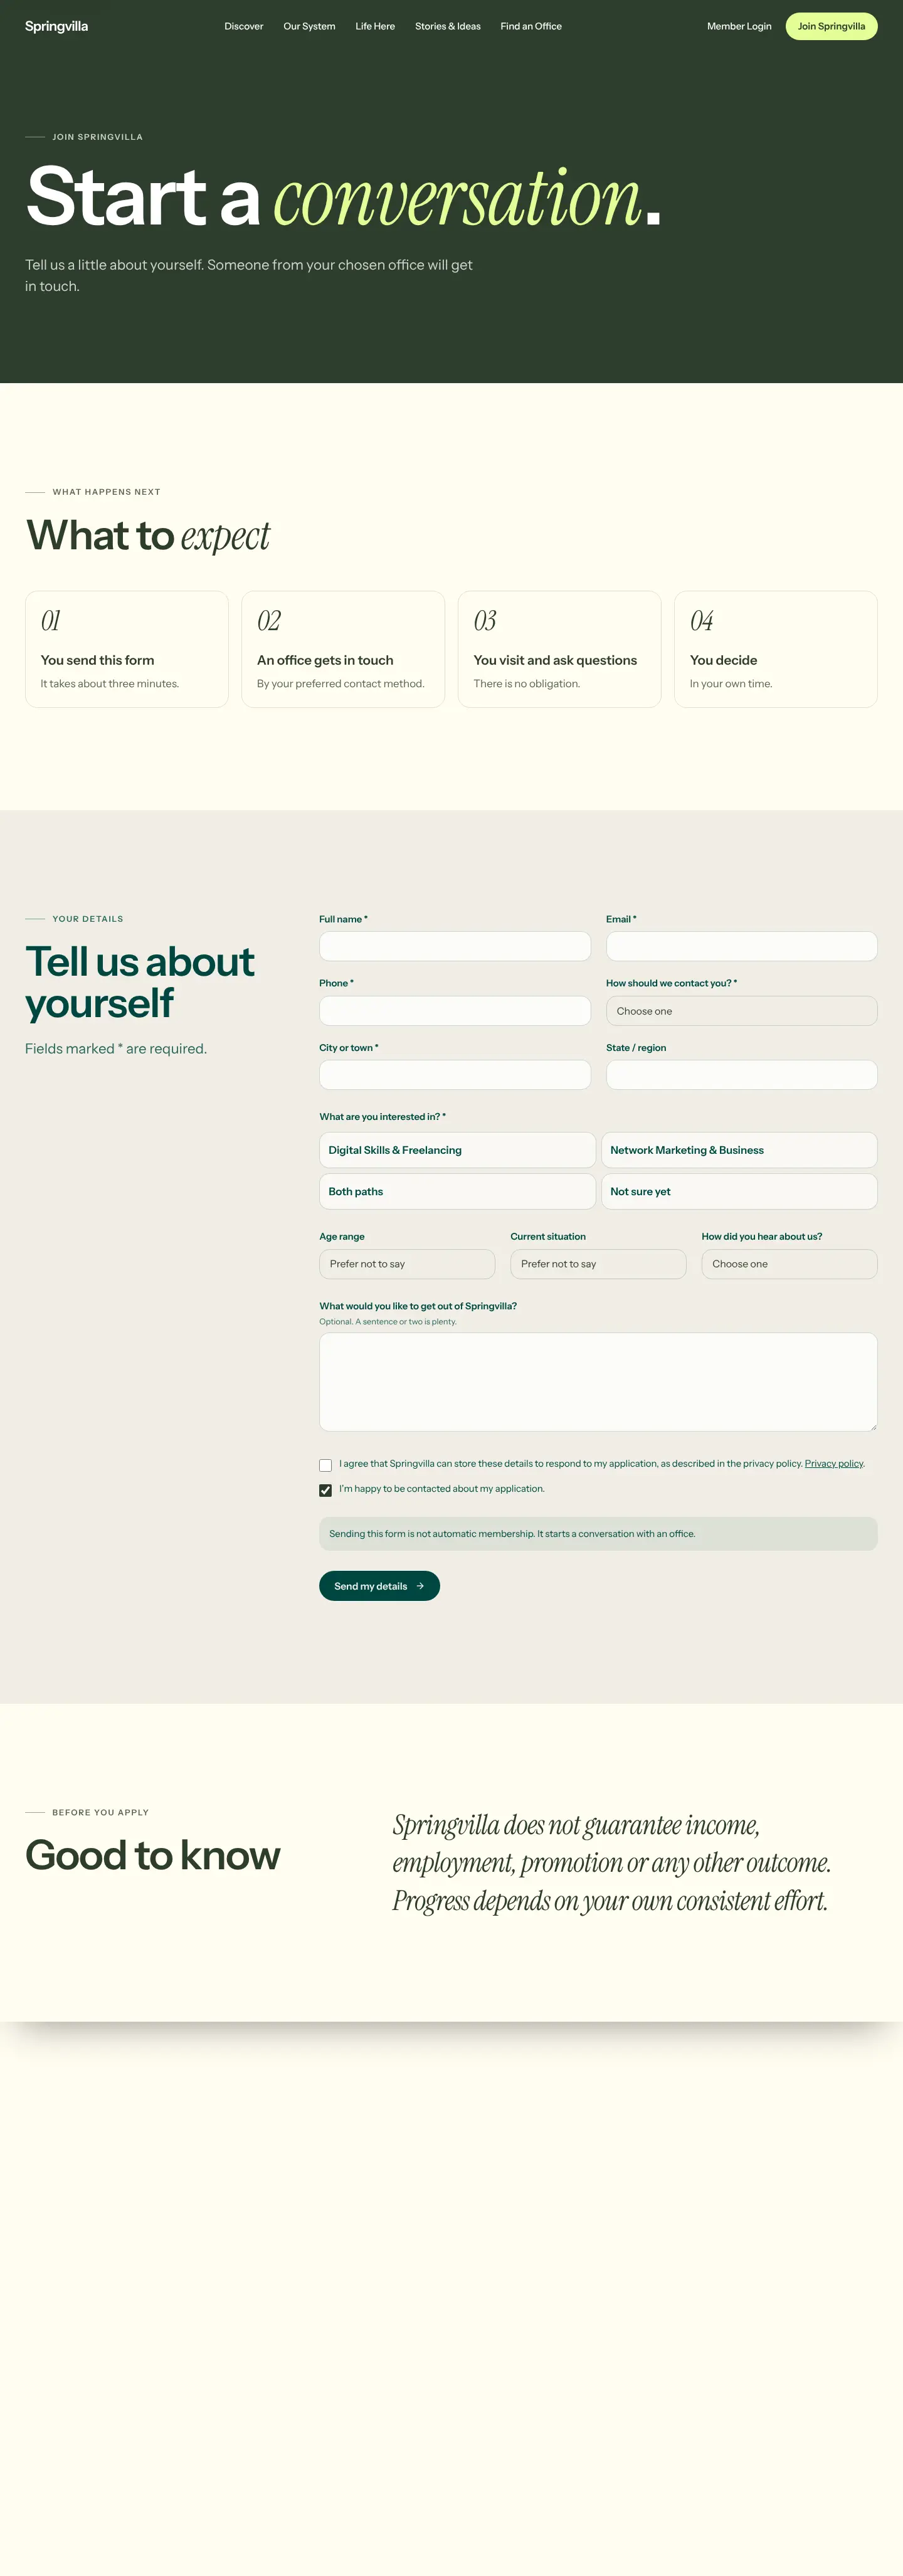 Springvilla
Discover
Our System
Life Here
Stories & Ideas
Find an Office
Member Login
Join Springvilla
JOIN SPRINGVILLA
Start a conversation.
Tell us a little about yourself. Someone from your chosen office will get
in touch.
WHAT HAPPENS NEXT
What to expect
01
You send this form
It takes about three minutes.
02
An office gets in touch
By your preferred contact method.
03
You visit and ask questions
There is no obligation.
04
You decide
In your own time.
YOUR DETAILS
Tell us about
yourself
Fields marked * are required.
Full name *
Email *
Phone *
How should we contact you? *
Choose one
City or town *
State / region
What are you interested in? *
Digital Skills & Freelancing
Network Marketing & Business
Both paths
Not sure yet
Age range
Prefer not to say
Current situation
Prefer not to say
How did you hear about us?
Choose one
What would you like to get out of Springvilla?
Optional. A sentence or two is plenty.
I agree that Springvilla can store these details to respond to my application, as described in the privacy policy. Privacy policy.
I'm happy to be contacted about my application.
Sending this form is not automatic membership. It starts a conversation with an office.
Send my details →
BEFORE YOU APPLY
Good to know
Springvilla does not guarantee income,
employment, promotion or any other outcome.
Progress depends on your own consistent effort.